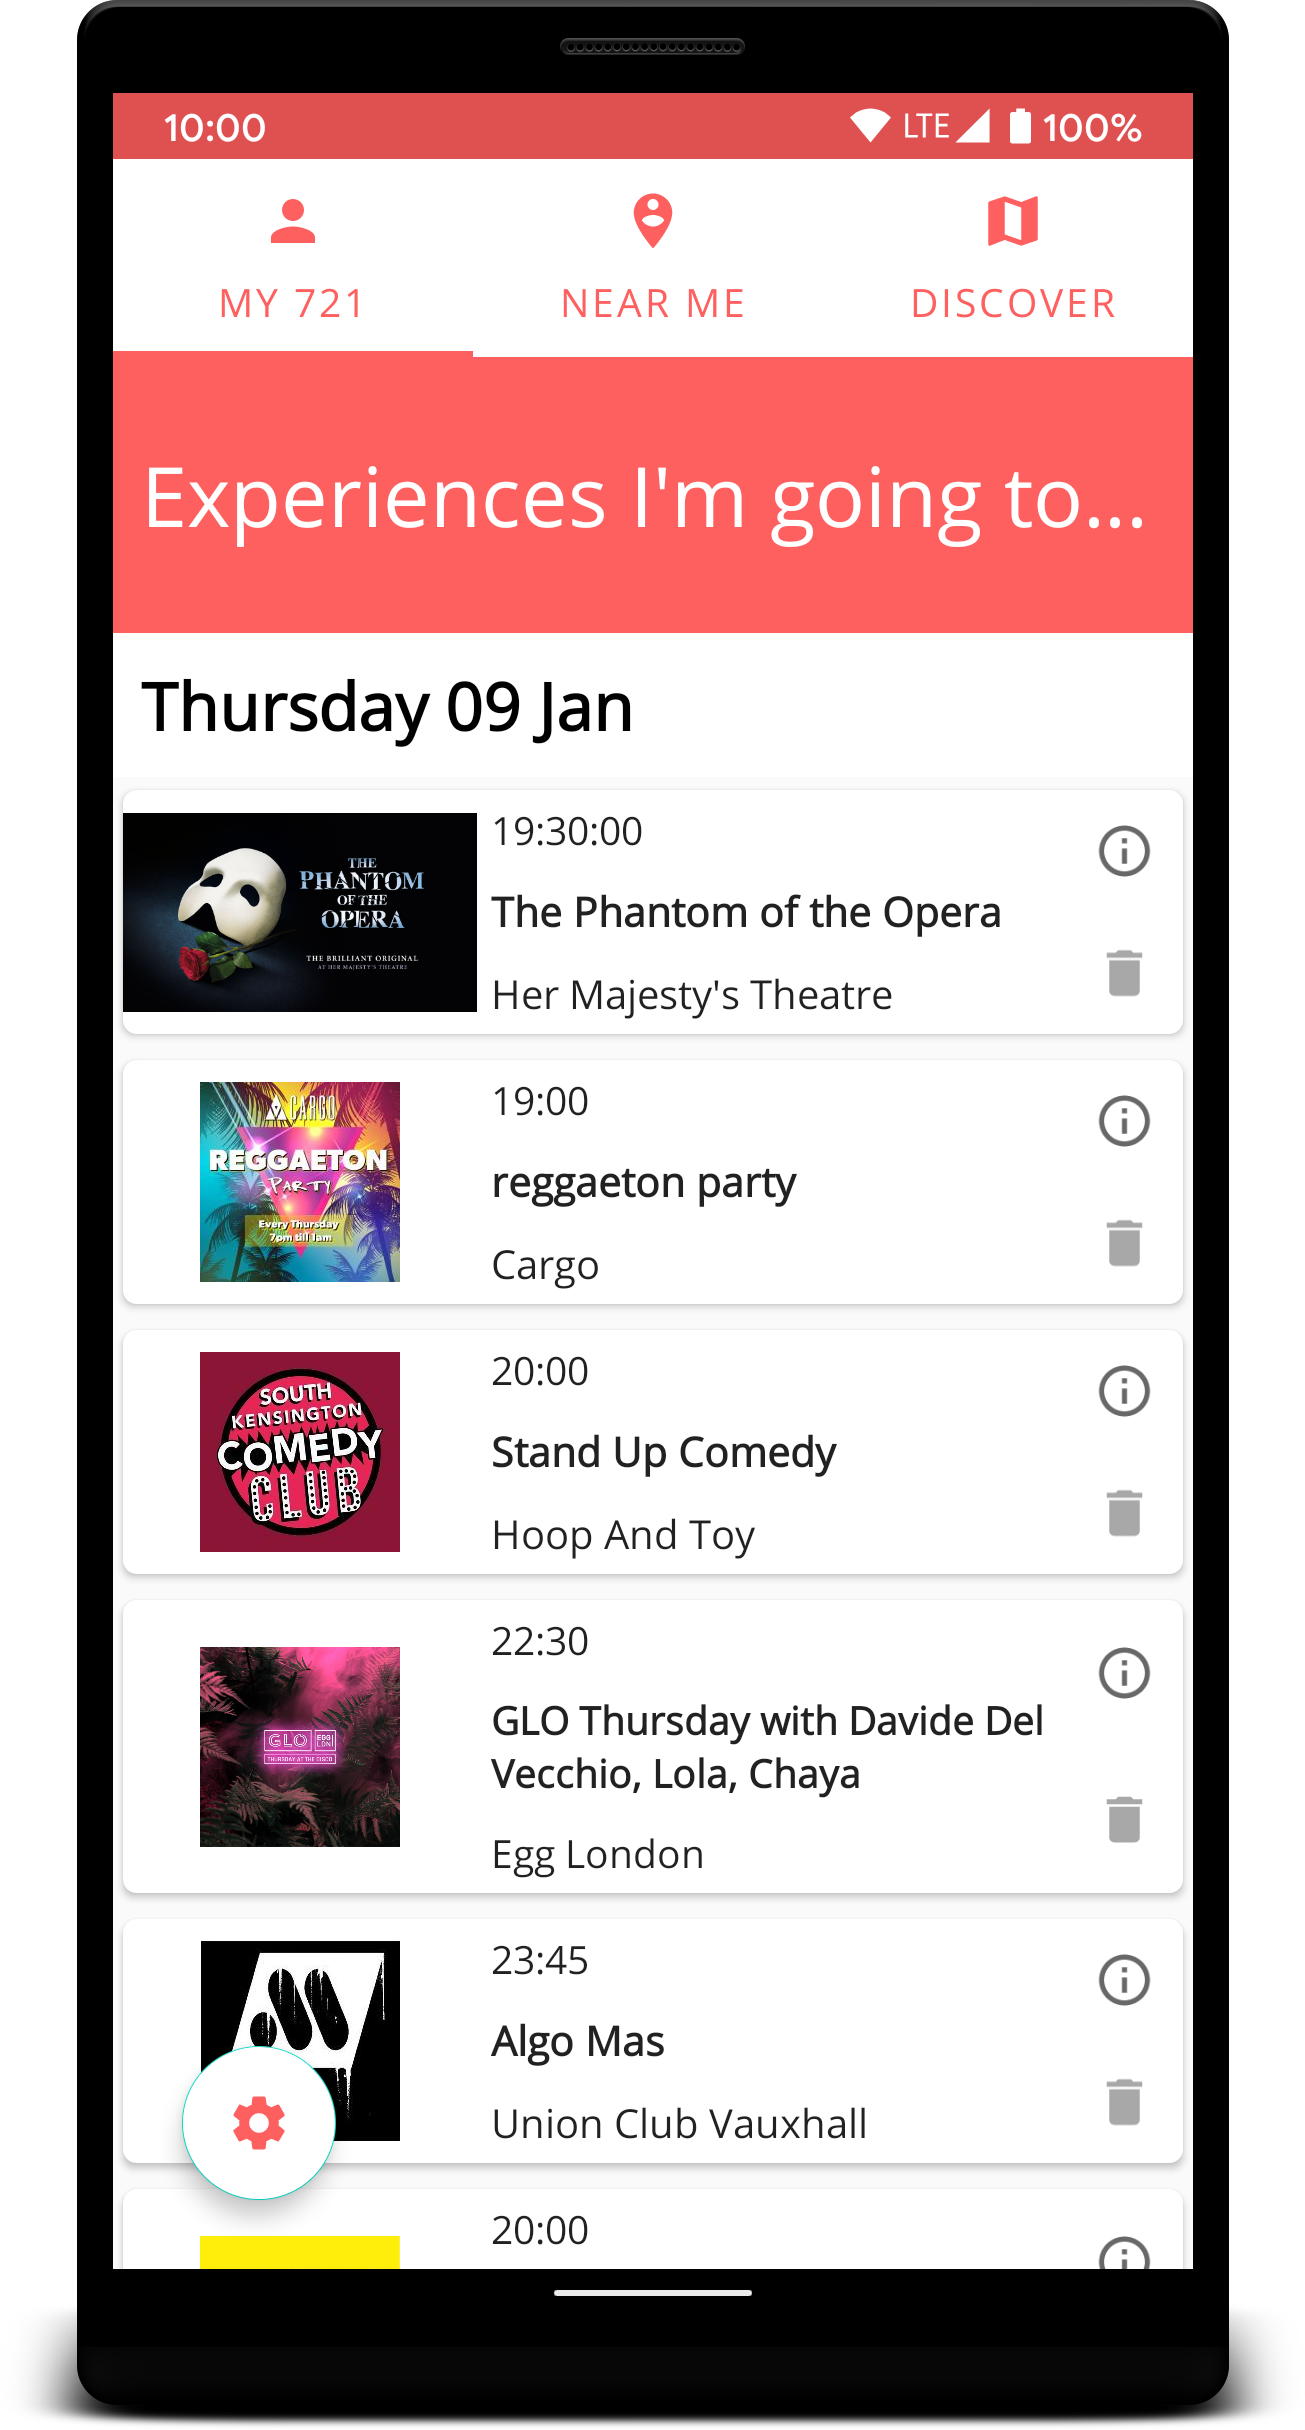 10:00 LTE 100%
MY 721 NEAR ME DISCOVER
Experiences I'm going to...
Thursday 09 Jan
THE
PHANTOM
OF THE
OPERA
THE BRILLIANT ORIGINAL
AT HER MAJESTY'S THEATRE
19:30:00
The Phantom of the Opera
Her Majesty's Theatre
CARGO
REGGAETON
PARTY
Every Thursday
7pm till 1am
19:00
reggaeton party
Cargo
SOUTH
KENSINGTON
COMEDY
CLUB
20:00
Stand Up Comedy
Hoop And Toy
GLO EGG
LDN
THURSDAY AT THE DISCO
22:30
GLO Thursday with Davide Del
Vecchio, Lola, Chaya
Egg London
23:45
Algo Mas
Union Club Vauxhall
20:00